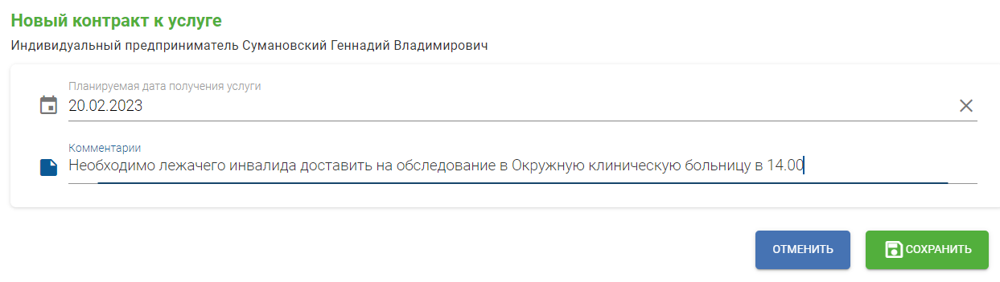 Новый контракт к услуге
Индивидуальный предприниматель Сумановский Геннадий Владимирович
Планируемая дата получения услуги
20.02.2023
Комментарии
Необходимо лежачего инвалида доставить на обследование в Окружную клиническую больницу в 14.00
ОТМЕНИТЬ
СОХРАНИТЬ